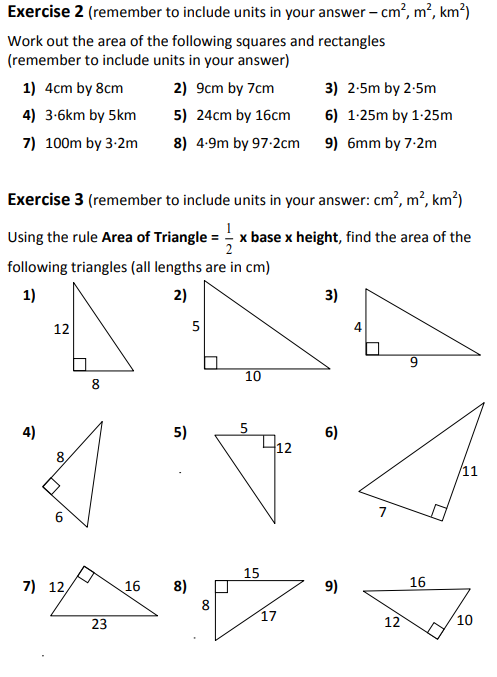 Exercise 2 (remember to include units in your answer – cm², m², km²)
Work out the area of the following squares and rectangles
(remember to include units in your answer)
1) 4cm by 8cm 2) 9cm by 7cm 3) 2·5m by 2·5m
4) 3·6km by 5km 5) 24cm by 16cm 6) 1·25m by 1·25m
7) 100m by 3·2m 8) 4·9m by 97·2cm 9) 6mm by 7·2m
Exercise 3 (remember to include units in your answer: cm², m², km²)
Using the rule Area of Triangle = 1/2 x base x height, find the area of the
following triangles (all lengths are in cm)
1) 12 8
2) 5 10
3) 4 9
4) 8 6
5) 5 12
6) 11 7
7) 12 16 23
8) 15 8 17
9) 16 12 10